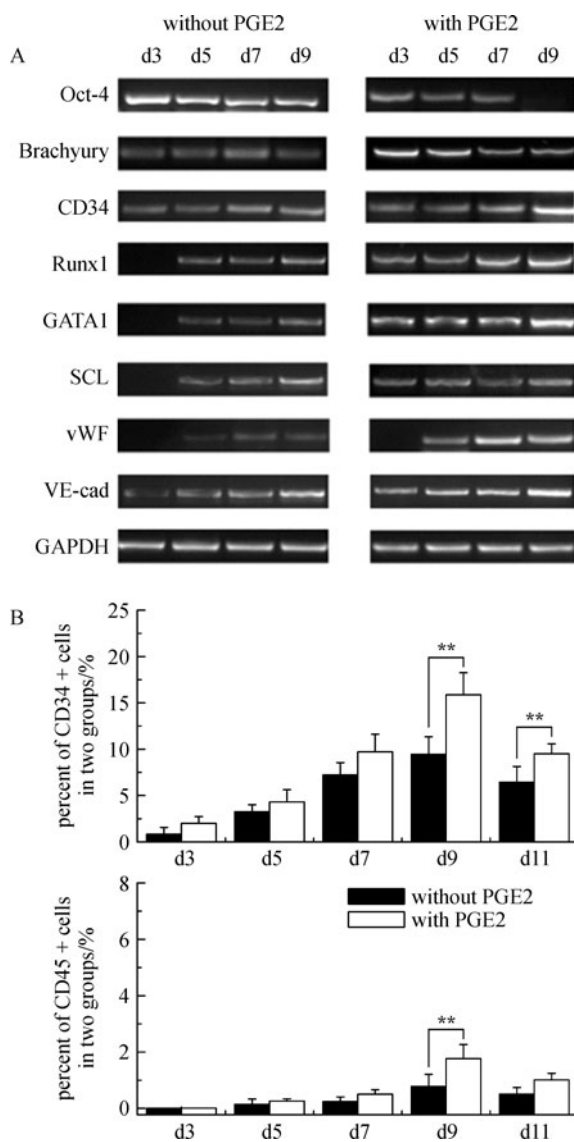 without PGE2 with PGE2
A d3 d5 d7 d9 d3 d5 d7 d9
Oct-4
Brachyury
CD34
Runx1
GATA1
SCL
vWF
VE-cad
GAPDH
B
percent of CD34 + cells
in two groups/%
25
20
15
10
5
0
**
**
d3 d5 d7 d9 d11
percent of CD45 + cells
in two groups/%
8
6
4
2
0
without PGE2
with PGE2
**
d3 d5 d7 d9 d11